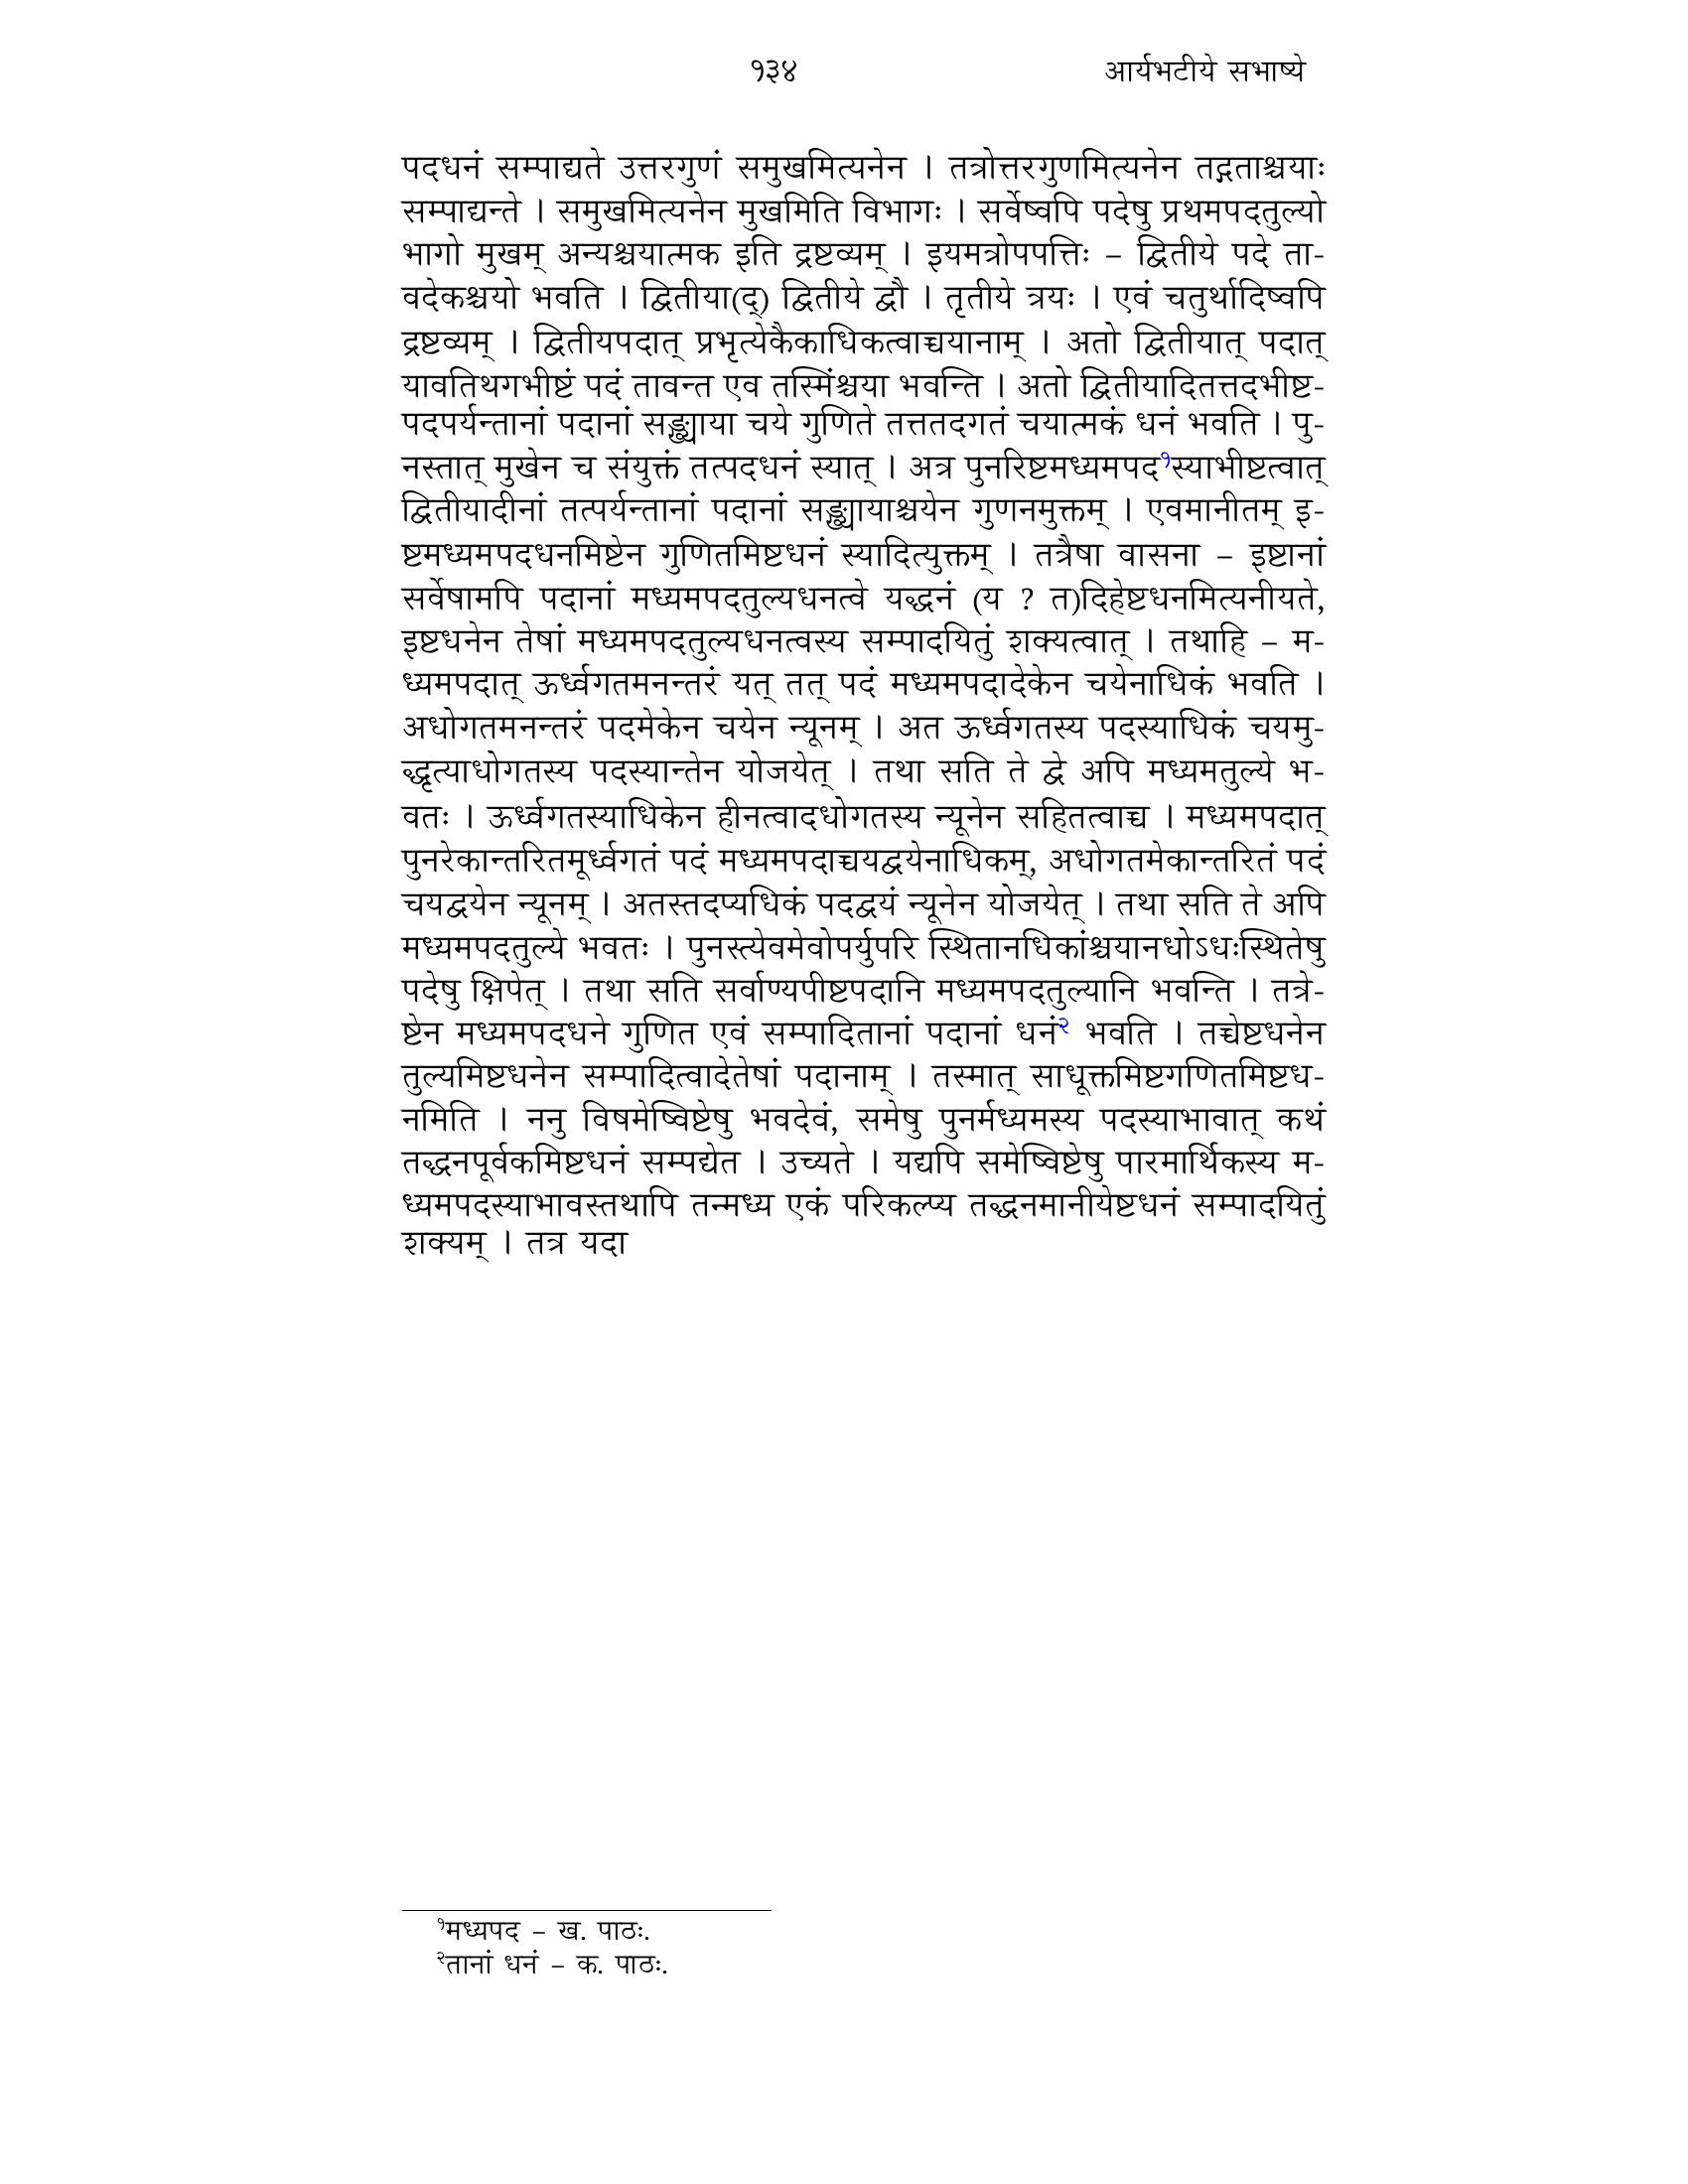 १३४ आर्यभटीये सभाष्ये
पदधनं सम्पाद्यते उत्तरगुणं समुखमित्यनेन । तत्रोत्तरगुणमित्यनेन तद्गताश्चयाः
सम्पाद्यन्ते । समुखमित्यनेन मुखमिति विभागः । सर्वेष्वपि पदेषु प्रथमपदतुल्यो
भागो मुखम् अन्यश्चयात्मक इति द्रष्टव्यम् । इयमत्रोपपत्तिः – द्वितीये पदे ता-
वदेकश्चयो भवति । द्वितीया(द्) द्वितीये द्वौ । तृतीये त्रयः । एवं चतुर्थादिष्वपि
द्रष्टव्यम् । द्वितीयपदात् प्रभृत्येकैकाधिकत्वाच्चयानाम् । अतो द्वितीयात् पदात्
यावतिथगभीष्टं पदं तावन्त एव तस्मिंश्चया भवन्ति । अतो द्वितीयादितत्तदभीष्ट-
पदपर्यन्तानां पदानां सङ्ख्याया चये गुणिते तत्ततदगतं चयात्मकं धनं भवति । पु-
नस्तात् मुखेन च संयुक्तं तत्पदधनं स्यात् । अत्र पुनरिष्टमध्यमपद१स्याभीष्टत्वात्
द्वितीयादीनां तत्पर्यन्तानां पदानां सङ्ख्यायाश्चयेन गुणनमुक्तम् । एवमानीतम् इ-
ष्टमध्यमपदधनमिष्टेन गुणितमिष्टधनं स्यादित्युक्तम् । तत्रैषा वासना – इष्टानां
सर्वेषामपि पदानां मध्यमपदतुल्यधनत्वे यद्धनं (य ? त)दिहेष्टधनमित्यनीयते,
इष्टधनेन तेषां मध्यमपदतुल्यधनत्वस्य सम्पादयितुं शक्यत्वात् । तथाहि – म-
ध्यमपदात् ऊर्ध्वगतमनन्तरं यत् तत् पदं मध्यमपदादेकेन चयेनाधिकं भवति ।
अधोगतमनन्तरं पदमेकेन चयेन न्यूनम् । अत ऊर्ध्वगतस्य पदस्याधिकं चयमु-
द्धृत्याधोगतस्य पदस्यान्तेन योजयेत् । तथा सति ते द्वे अपि मध्यमतुल्ये भ-
वतः । ऊर्ध्वगतस्याधिकेन हीनत्वादधोगतस्य न्यूनेन सहितत्वाच्च । मध्यमपदात्
पुनरेकान्तरितमूर्ध्वगतं पदं मध्यमपदाच्चयद्वयेनाधिकम्, अधोगतमेकान्तरितं पदं
चयद्वयेन न्यूनम् । अतस्तदप्यधिकं पदद्वयं न्यूनेन योजयेत् । तथा सति ते अपि
मध्यमपदतुल्ये भवतः । पुनस्त्येवमेवोपर्युपरि स्थितानधिकांश्चयानधोऽधःस्थितेषु
पदेषु क्षिपेत् । तथा सति सर्वाण्यपीष्टपदानि मध्यमपदतुल्यानि भवन्ति । तत्रे-
ष्टेन मध्यमपदधने गुणित एवं सम्पादितानां पदानां धनं२ भवति । तच्चेष्टधनेन
तुल्यमिष्टधनेन सम्पादित्वादेतेषां पदानाम् । तस्मात् साधूक्तमिष्टगणितमिष्टध-
नमिति । ननु विषमेष्विष्टेषु भवदेवं, समेषु पुनर्मध्यमस्य पदस्याभावात् कथं
तद्धनपूर्वकमिष्टधनं सम्पद्येत । उच्यते । यद्यपि समेष्विष्टेषु पारमार्थिकस्य म-
ध्यमपदस्याभावस्तथापि तन्मध्य एकं परिकल्प्य तद्धनमानीयेष्टधनं सम्पादयितुं
शक्यम् । तत्र यदा
१मध्यपद – ख. पाठः.
२तानां धनं – क. पाठः.